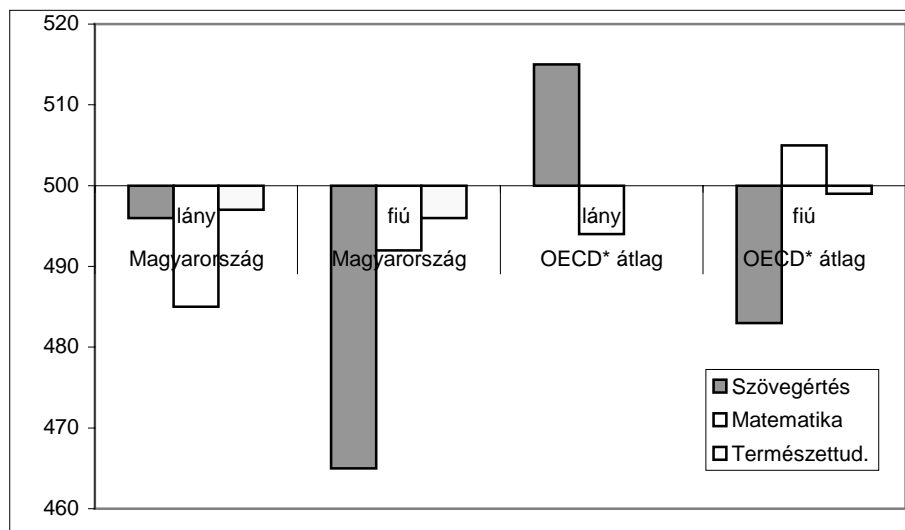 520
510
500
490
480
470
460
lány fiú lány fiú
Magyarország Magyarország OECD* átlag OECD* átlag
Szövegértés
Matematika
Természettud.